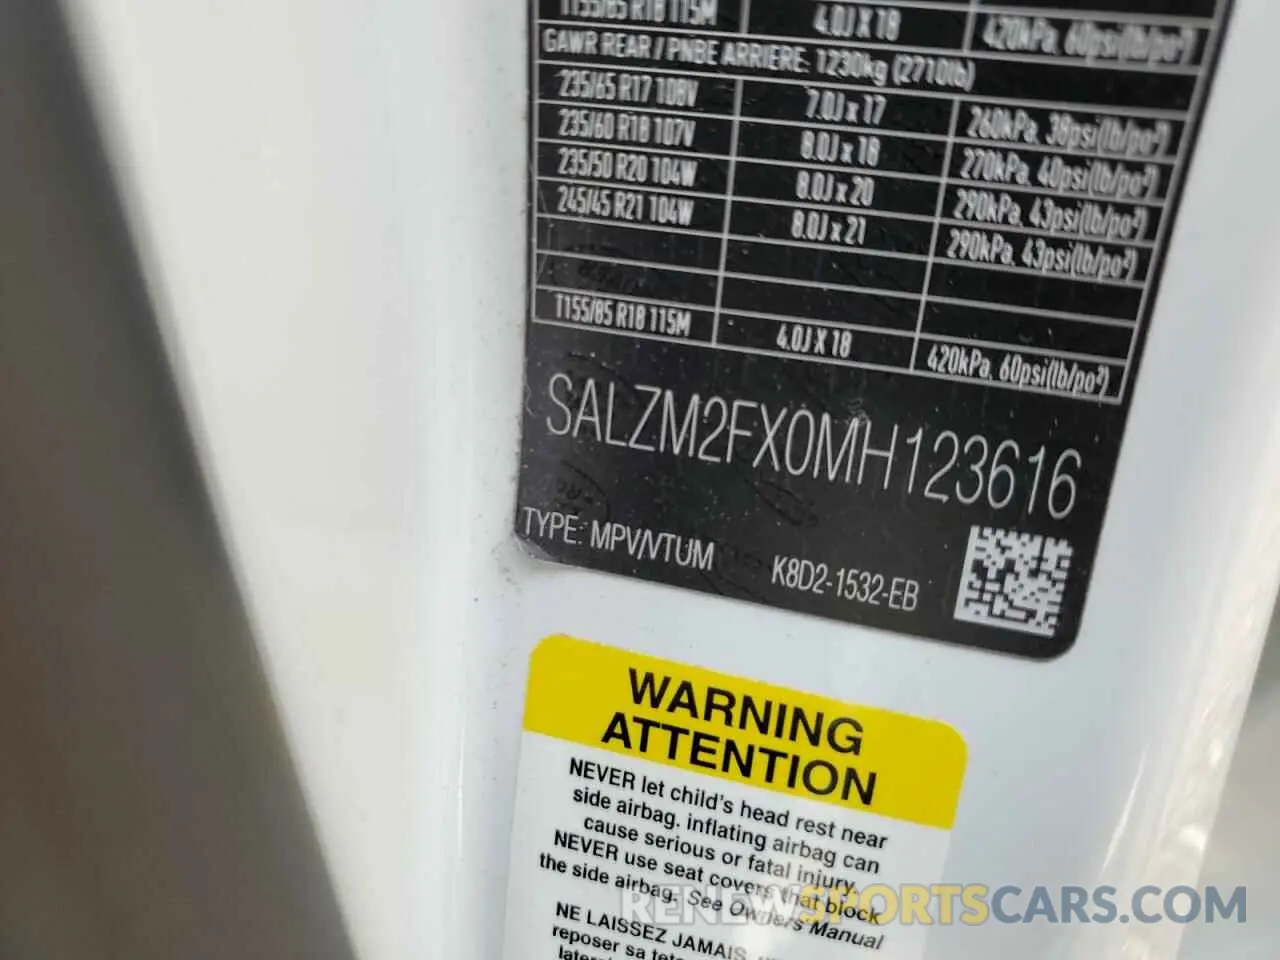 T155/85 R18 115M 4.0J X 18 420kPa, 60psi(lb/po²)
GAWR REAR / PNBE ARRIERE: 1230kg (2710lb)
235/65 R17 108V 7.0J x 17 260kPa, 38psi(lb/po²)
235/60 R18 107V 8.0J x 18 270kPa, 40psi(lb/po²)
235/50 R20 104W 8.0J x 20 290kPa, 43psi(lb/po²)
245/45 R21 104W 8.0J x 21 290kPa, 43psi(lb/po²)
T155/85 R18 115M 4.0J X 18 420kPa, 60psi(lb/po²)
SALZM2FX0MH123616
TYPE: MPV/VTUM K8D2-1532-EB
WARNING
ATTENTION
NEVER let child's head rest near
side airbag. inflating airbag can
cause serious or fatal injury.
NEVER use seat covers that block
the side airbag. See Owners Manual
NE LAISSEZ JAMAIS
reposer sa tete
RENEWSPORTSCARS.COM